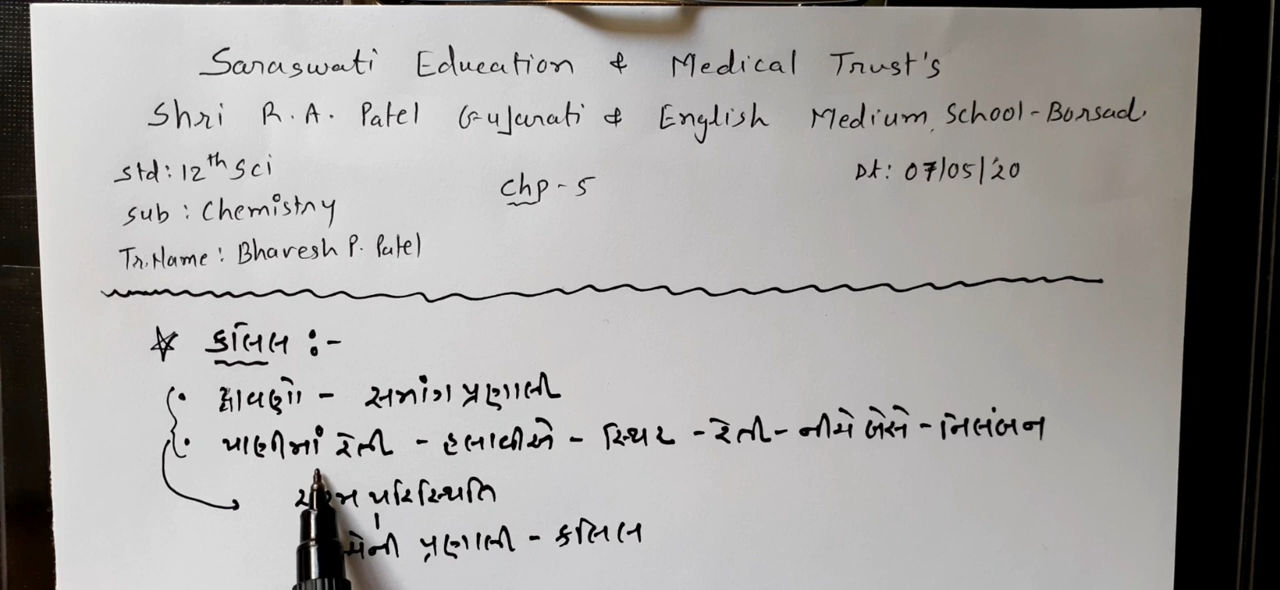 Saraswati Education & Medical Trust's
Shri R.A. Patel Gujarati & English Medium School-Borsad.
Std: 12th Sci
Chp-5
Dt: 07/05/'20
Sub: Chemistry
Tr.Name: Bhavesh P. Patel
કલિલ :-
દ્રાવણો - સમાંગ પ્રણાલી
પાણીમાં રેતી - હલાવીએ - સ્થિર - રેતી - નીચે બેસે - નિલંબન
પરિસ્થિતિ
પ્રણાલી - કલિલ